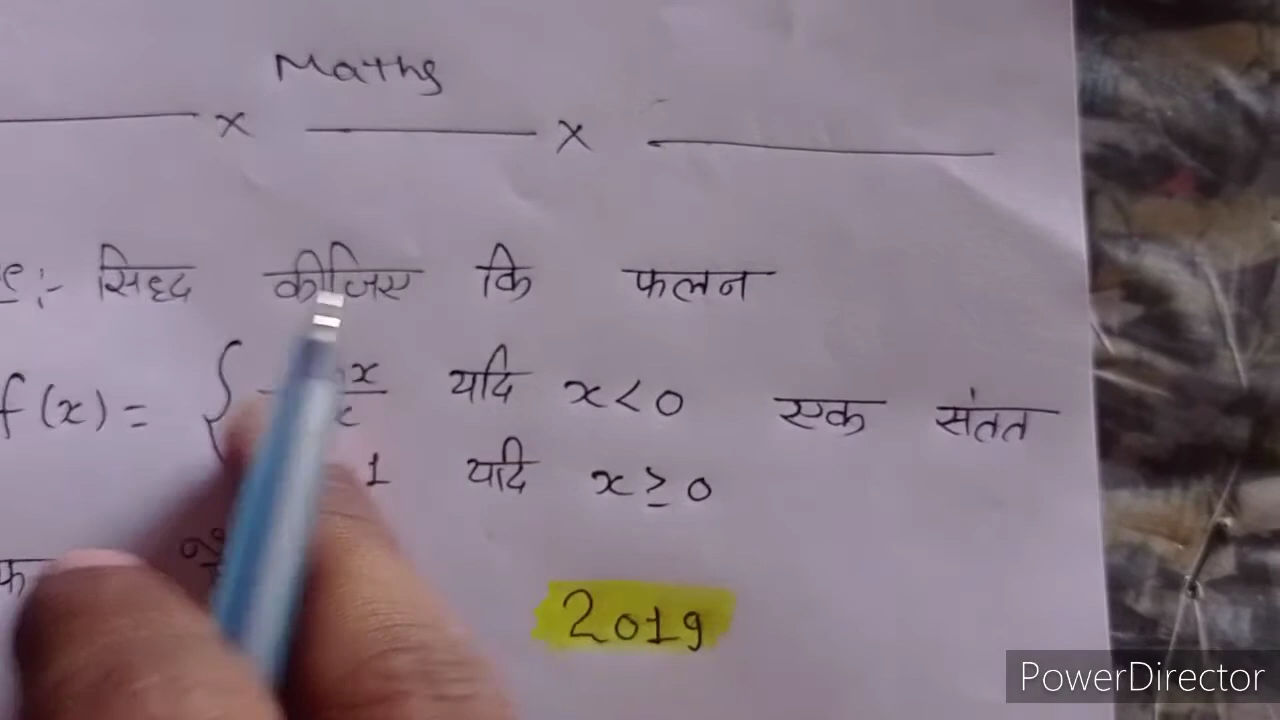 Maths
x x
e:- सिध्द कीजिए कि फलन
f(x) = { x/x यदि x<0 एक संतत
1 यदि x ≥ 0
2019
PowerDirector